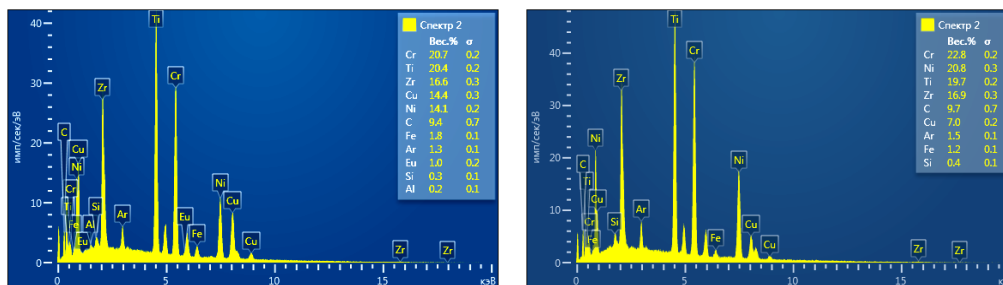 Спектр 2
Вес.% σ
Cr 20.7 0.2
Ti 20.4 0.2
Zr 16.6 0.3
Cu 14.4 0.3
Ni 14.1 0.2
C 9.4 0.7
Fe 1.8 0.1
Ar 1.3 0.1
Eu 1.0 0.2
Si 0.3 0.1
Al 0.2 0.1
имп/сек/эВ
40
30
20
10
0
Ti
Cr
Zr
C
Cu
Ni
Ni
Cr
Cu
Ti
Si
Ar
Eu
Fe
Al
Fe
Eu
Cu
Zr
Zr
0 5 10 15 кэВ
Спектр 2
Вес.% σ
Cr 22.8 0.2
Ni 20.8 0.3
Ti 19.7 0.2
Zr 16.9 0.3
C 9.7 0.7
Cu 7.0 0.2
Ar 1.5 0.1
Fe 1.2 0.1
Si 0.4 0.1
имп/сек/эВ
40
30
20
10
0
Ti
Cr
Zr
Ni
C
Ni
Ti
Cu
Cr
Si
Ar
Fe
Fe
Cu
Cu
Zr
Zr
0 5 10 15